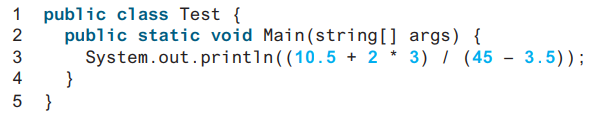 1 public class Test {
2 public static void Main(string[] args) {
3 System.out.println((10.5 + 2 * 3) / (45 – 3.5));
4 }
5 }